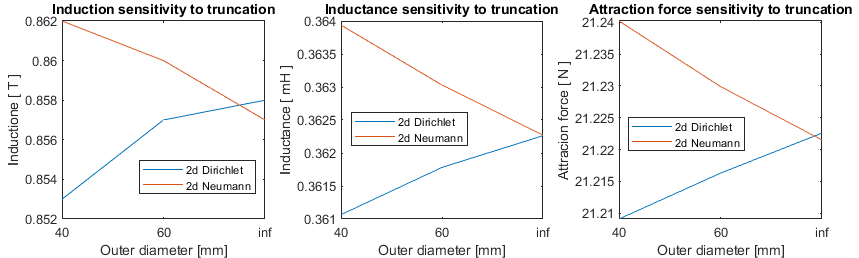 Induction sensitivity to truncation
0.862
0.86
0.858
0.856
0.854
0.852
Inductione [ T ]
2d Dirichlet
2d Neumann
40
60
inf
Outer diameter [mm]
Inductance sensitivity to truncation
0.364
0.3635
0.363
0.3625
0.362
0.3615
0.361
Inductance [ mH ]
2d Dirichlet
2d Neumann
40
60
inf
Outer diameter [mm]
Attraction force sensitivity to truncation
21.24
21.235
21.23
21.225
21.22
21.215
21.21
Attracion force [ N ]
2d Dirichlet
2d Neumann
40
60
inf
Outer diameter [mm]